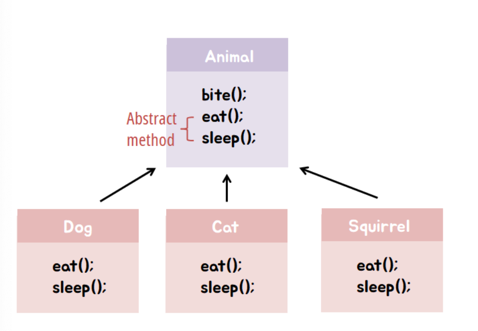 Animal
bite();
eat();
sleep();
Abstract
method
Dog
eat();
sleep();
Cat
eat();
sleep();
Squirrel
eat();
sleep();